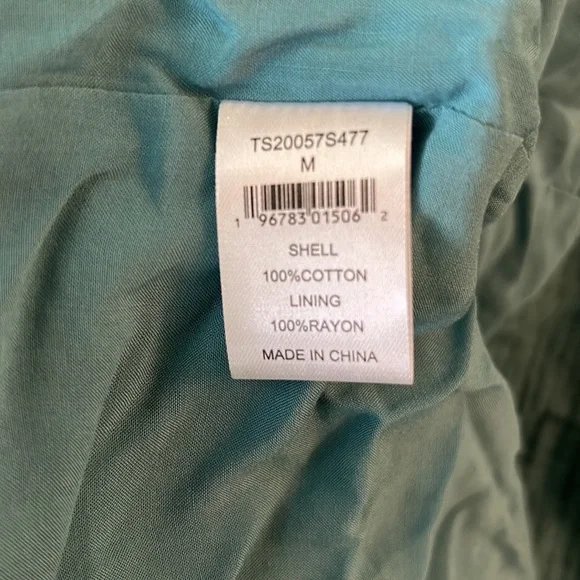 TS20057S477
M
1 96783 01506 2
SHELL
100%COTTON
LINING
100%RAYON
MADE IN CHINA